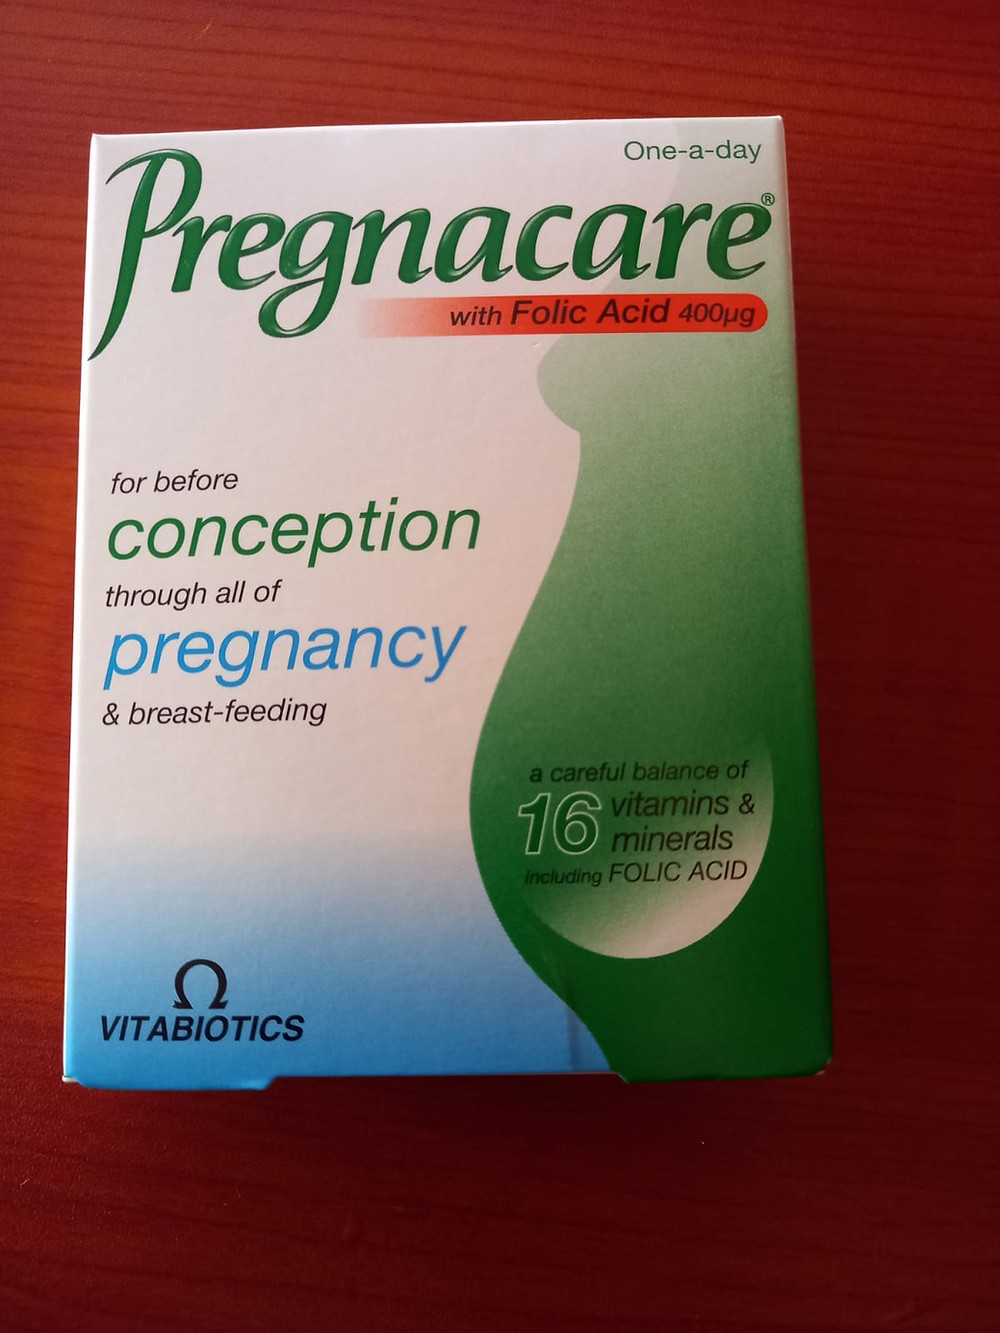 One-a-day
Pregnacare®
with Folic Acid 400µg
for before
conception
through all of
pregnancy
& breast-feeding
a careful balance of
16 vitamins &
minerals
including FOLIC ACID
VITABIOTICS